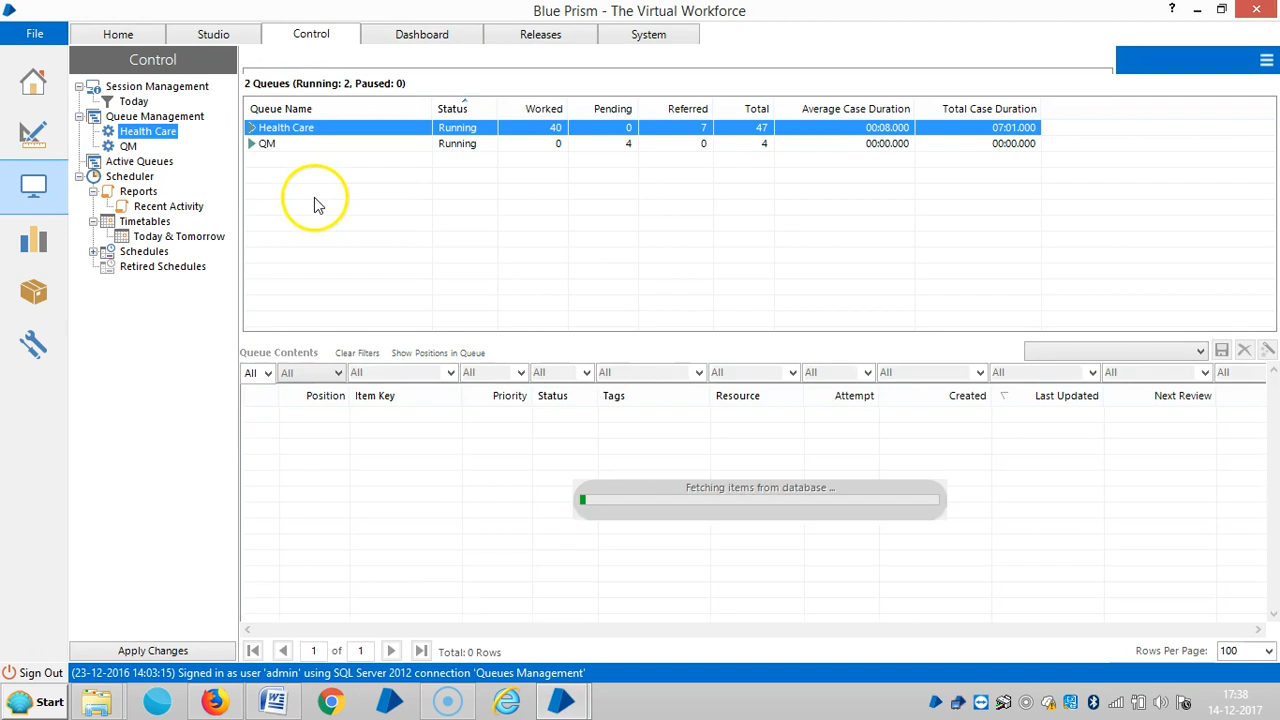 Blue Prism - The Virtual Workforce
?
File
Home
Studio
Control
Dashboard
Releases
System
Control
Session Management
Today
Queue Management
Health Care
QM
Active Queues
Scheduler
Reports
Recent Activity
Timetables
Today & Tomorrow
Schedules
Retired Schedules
Apply Changes
2 Queues (Running: 2, Paused: 0)
Queue Name Status Worked Pending Referred Total Average Case Duration Total Case Duration
Health Care Running 40 0 7 47 00:08.000 07:01.000
QM Running 0 4 0 4 00:00.000 00:00.000
Queue Contents Clear Filters Show Positions in Queue
All All All All All All All All All All All All
Position Item Key Priority Status Tags Resource Attempt Created Last Updated Next Review
Fetching items from database ...
1 of 1 Total: 0 Rows Rows Per Page: 100
Sign Out (23-12-2016 14:03:15) Signed in as user 'admin' using SQL Server 2012 connection 'Queues Management'
Start
17:38
14-12-2017